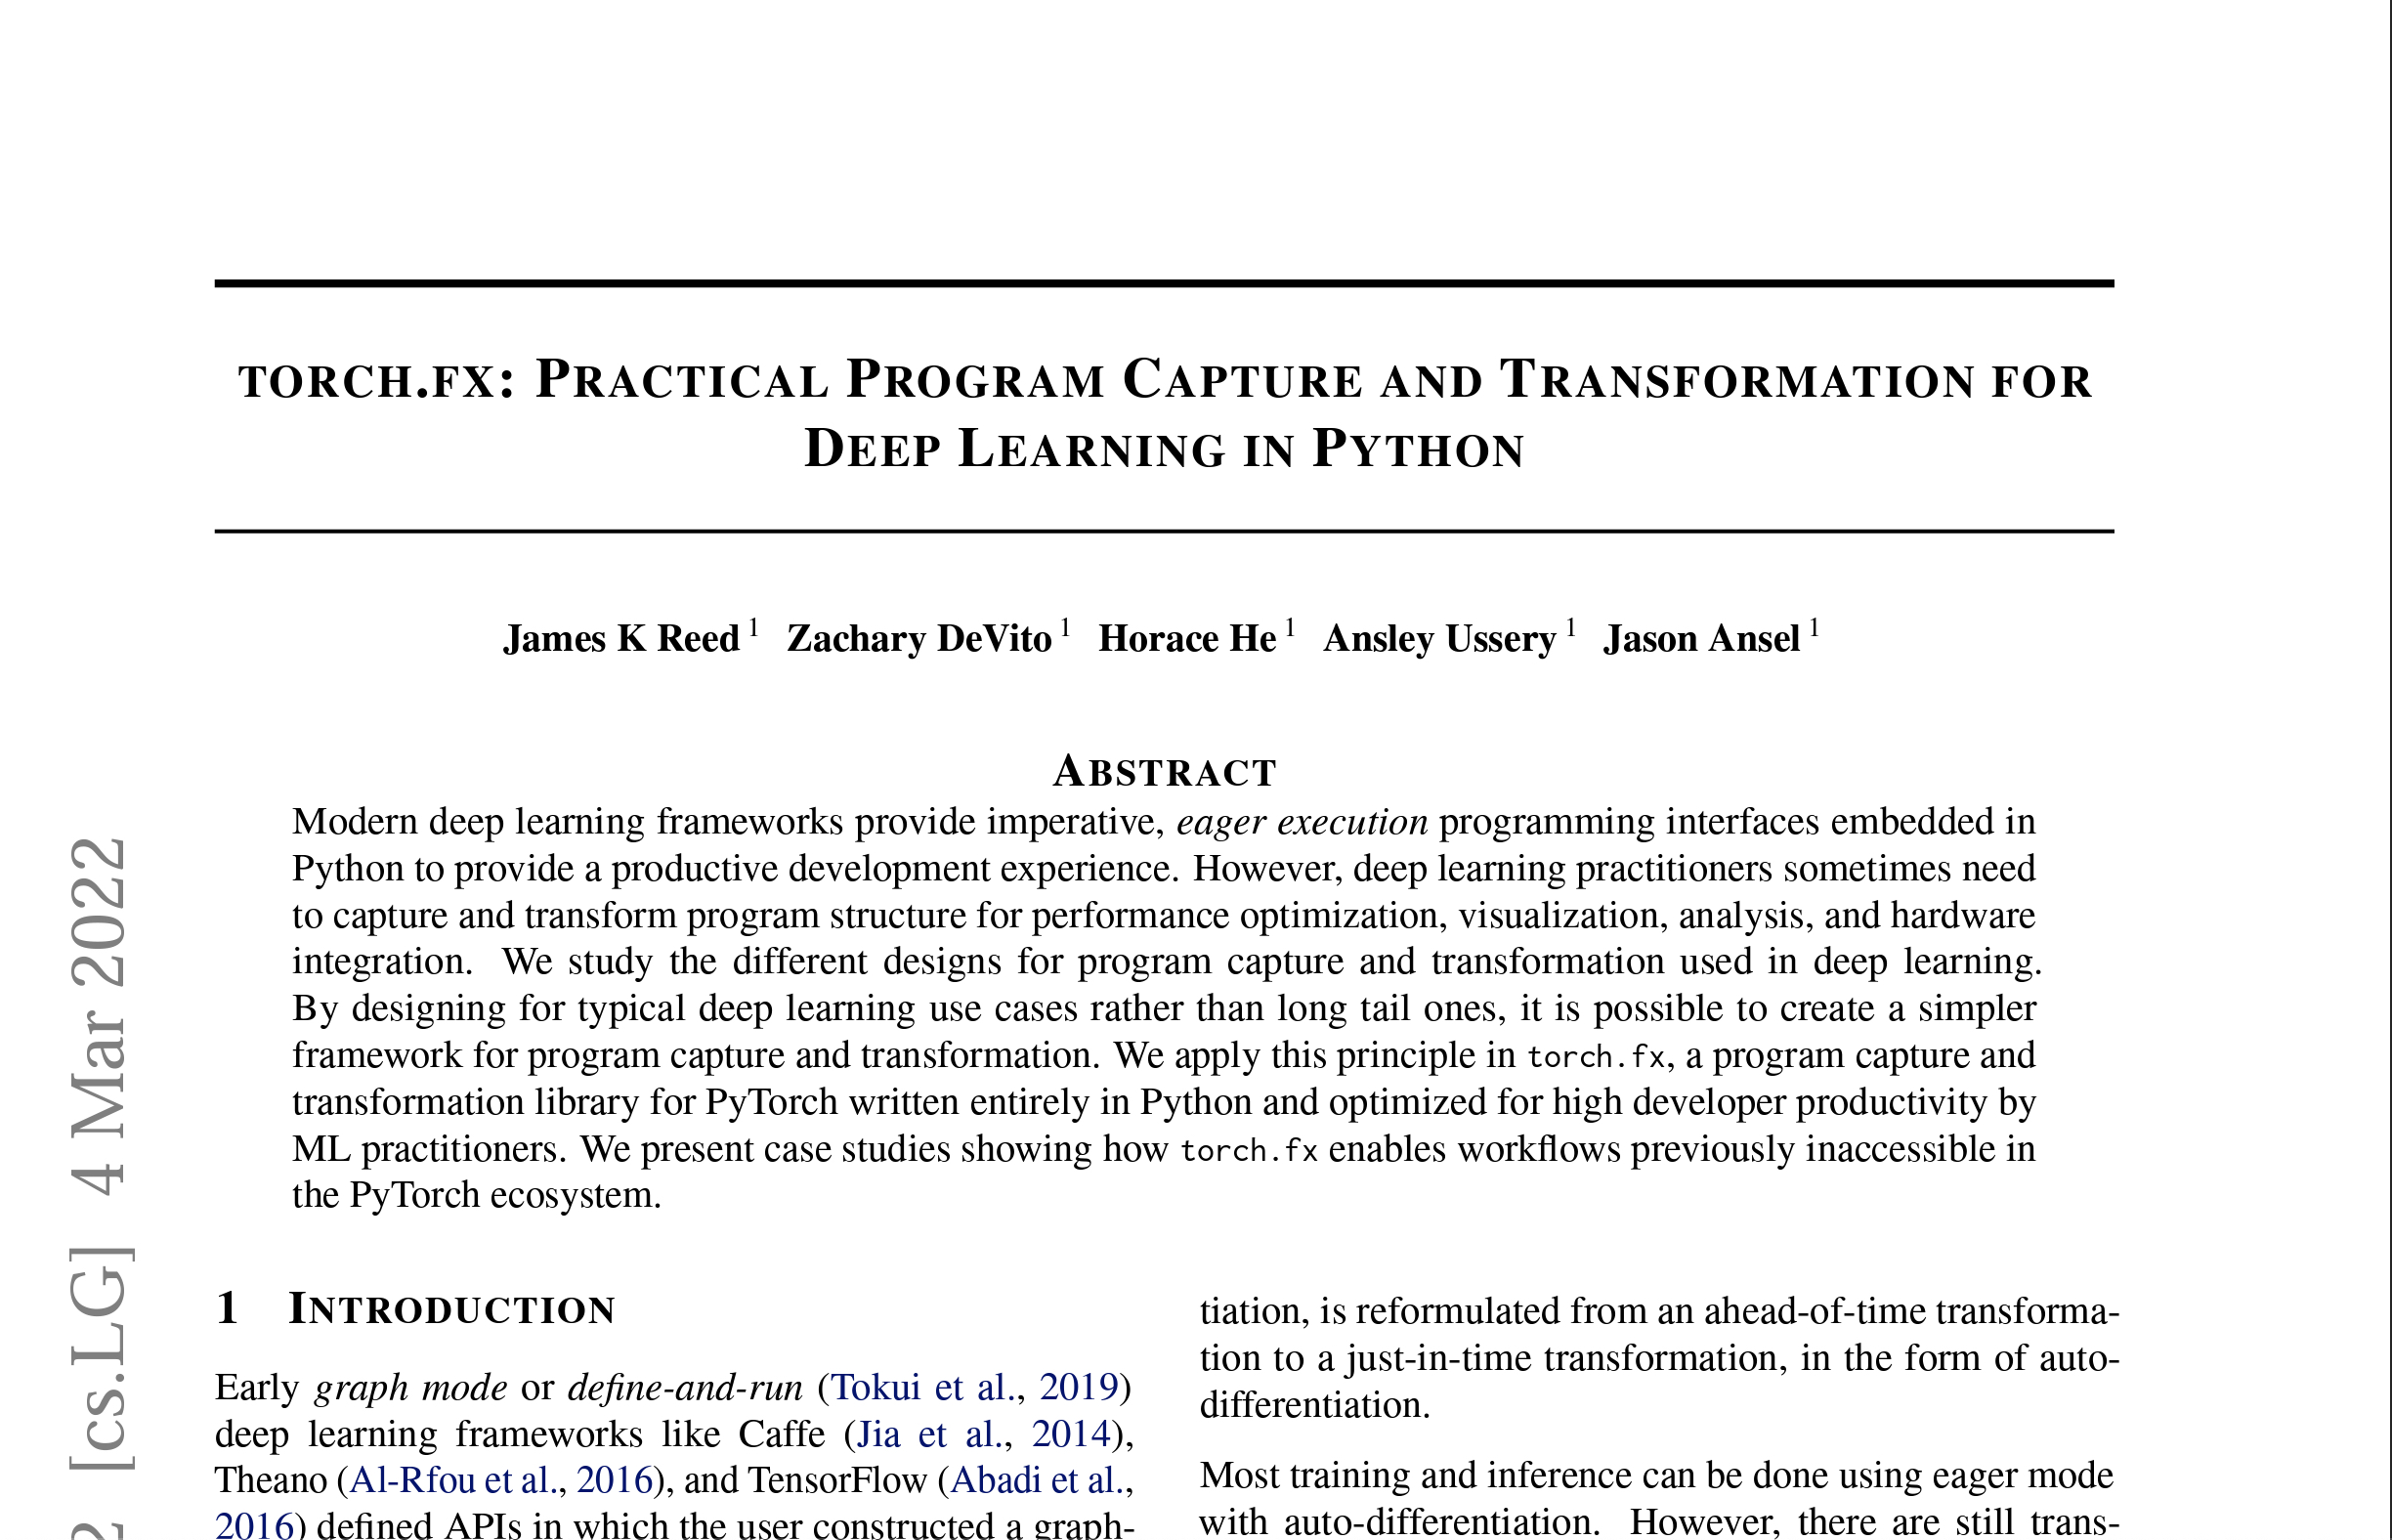 TORCH.FX: PRACTICAL PROGRAM CAPTURE AND TRANSFORMATION FOR
DEEP LEARNING IN PYTHON
James K Reed 1 Zachary DeVito 1 Horace He 1 Ansley Ussery 1 Jason Ansel 1
ABSTRACT
Modern deep learning frameworks provide imperative, eager execution programming interfaces embedded in
Python to provide a productive development experience. However, deep learning practitioners sometimes need
to capture and transform program structure for performance optimization, visualization, analysis, and hardware
integration. We study the different designs for program capture and transformation used in deep learning.
By designing for typical deep learning use cases rather than long tail ones, it is possible to create a simpler
framework for program capture and transformation. We apply this principle in torch.fx, a program capture and
transformation library for PyTorch written entirely in Python and optimized for high developer productivity by
ML practitioners. We present case studies showing how torch.fx enables workflows previously inaccessible in
the PyTorch ecosystem.
1 INTRODUCTION
Early graph mode or define-and-run (Tokui et al., 2019)
deep learning frameworks like Caffe (Jia et al., 2014),
Theano (Al-Rfou et al., 2016), and TensorFlow (Abadi et al.,
2016) defined APIs in which the user constructed a graph-
tiation, is reformulated from an ahead-of-time transforma-
tion to a just-in-time transformation, in the form of auto-
differentiation.
Most training and inference can be done using eager mode
with auto-differentiation. However, there are still trans-
2 [cs.LG] 4 Mar 2022